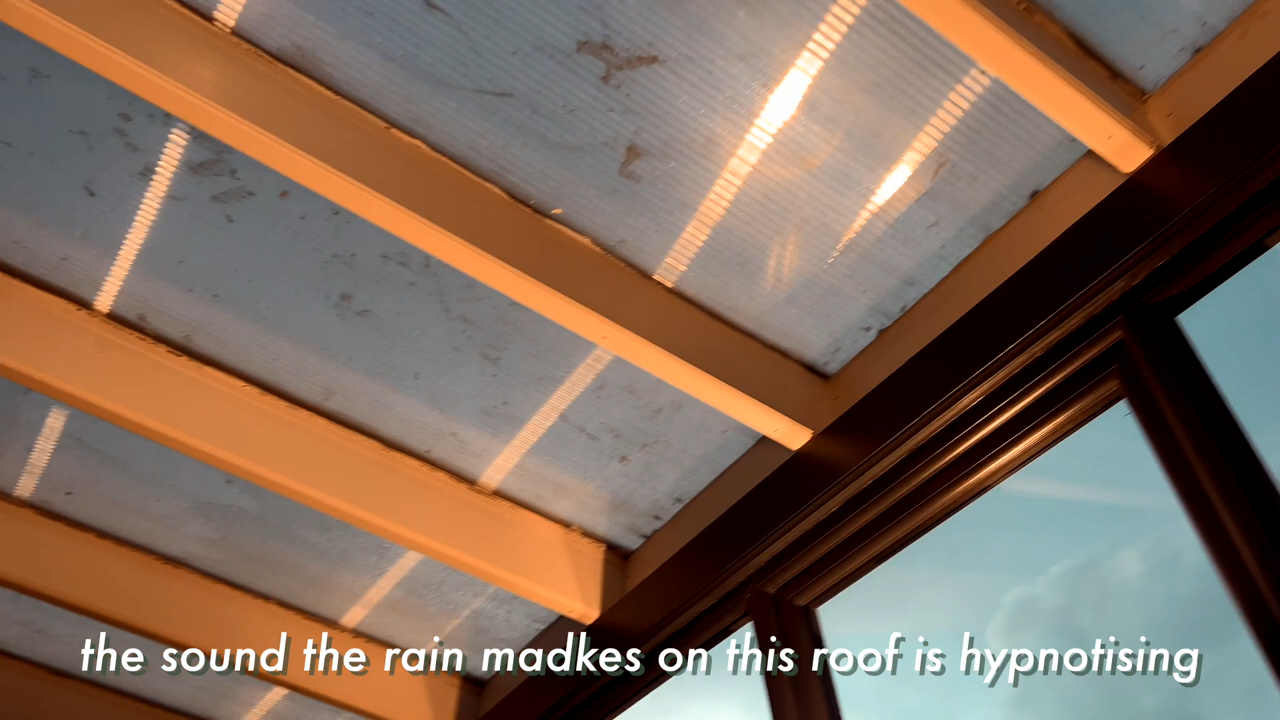 the sound the rain madkes on this roof is hypnotising